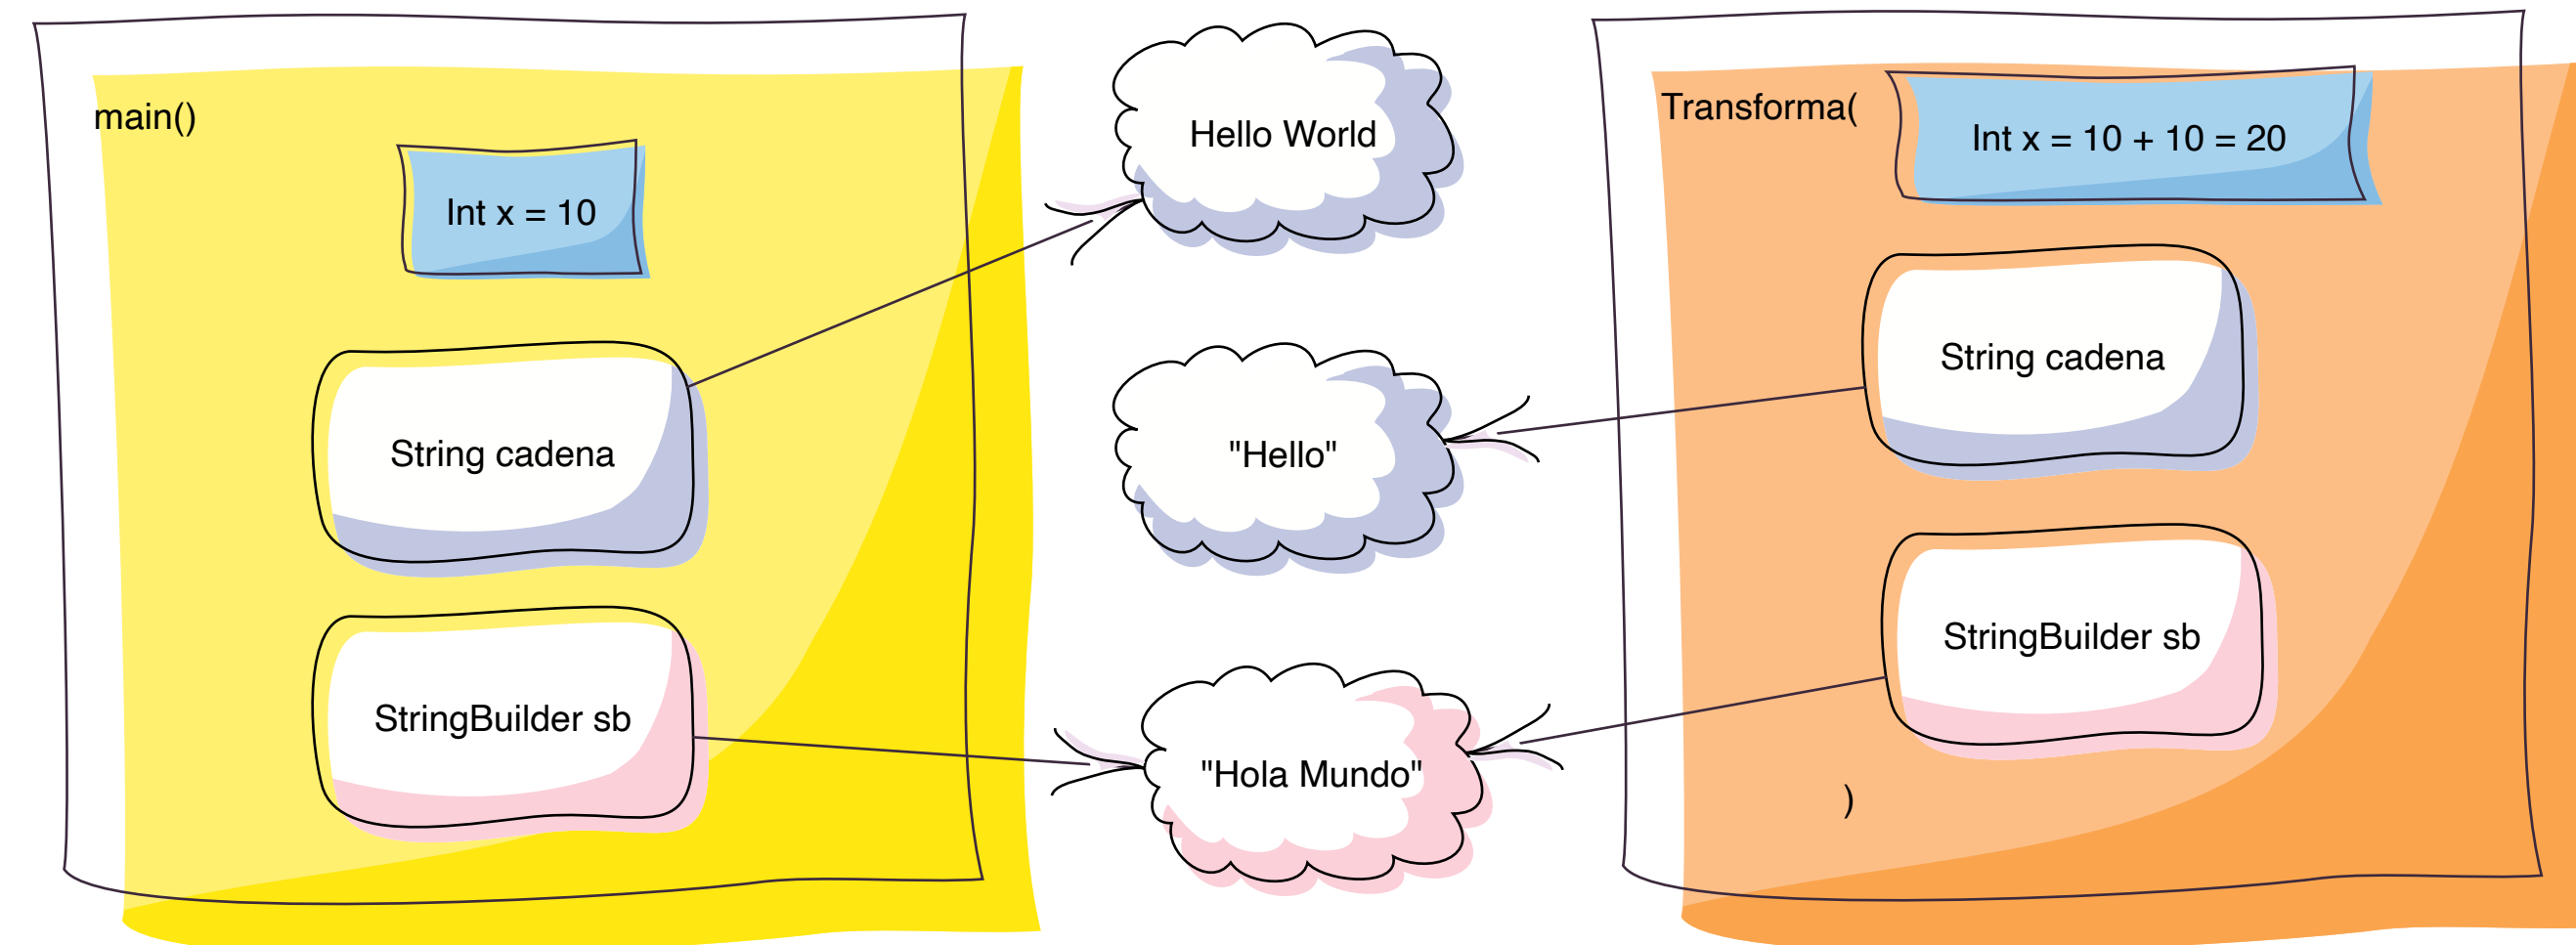 main()
Int x = 10
String cadena
StringBuilder sb
Hello World
"Hello"
"Hola Mundo"
Transforma(
Int x = 10 + 10 = 20
String cadena
StringBuilder sb
)